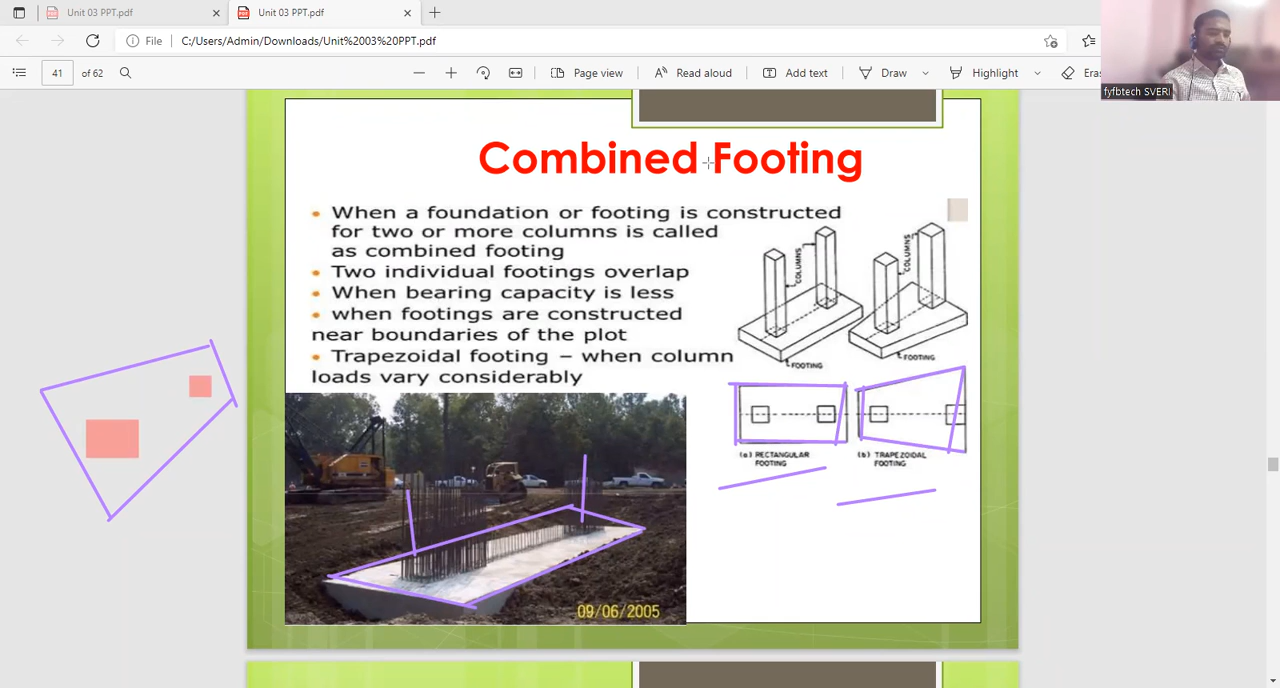 Unit 03 PPT.pdf
Unit 03 PPT.pdf
File
C:/Users/Admin/Downloads/Unit%2003%20PPT.pdf
41
of 62
Page view
Read aloud
Add text
Draw
Highlight
Eras
fyfbtech SVERI
Combined Footing
When a foundation or footing is constructed
for two or more columns is called
as combined footing
Two individual footings overlap
When bearing capacity is less
when footings are constructed
near boundaries of the plot
Trapezoidal footing – when column
loads vary considerably
COLUMNS
COLUMNS
FOOTING
FOOTING
(a) RECTANGULAR
FOOTING
(b) TRAPEZOIDAL
FOOTING
09/06/2005